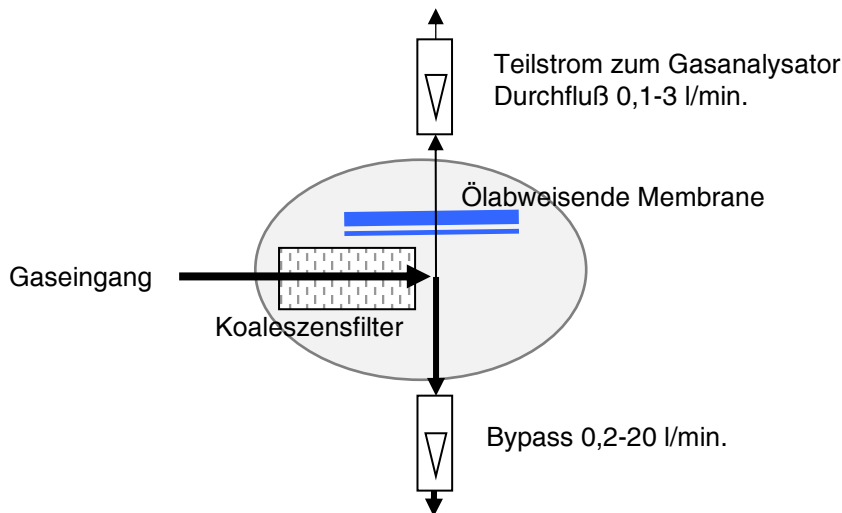 Teilstrom zum Gasanalysator
Durchfluß 0,1-3 l/min.
Ölabweisende Membrane
Gaseingang
Koaleszensfilter
Bypass 0,2-20 l/min.